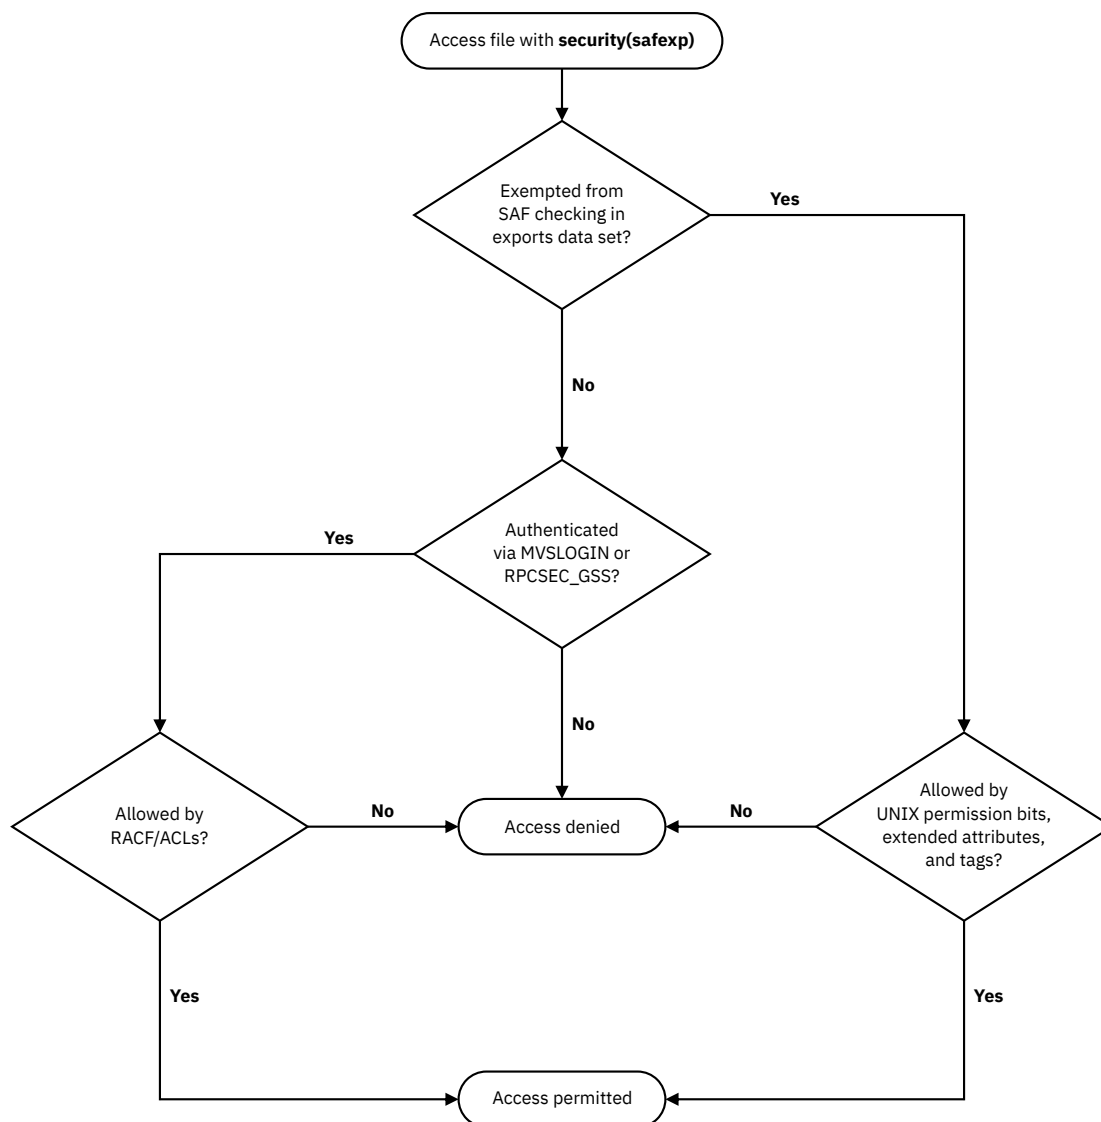 Access file with security(safexp)
Exempted from
SAF checking in
exports data set?
Yes
No
Authenticated
via MVSLOGIN or
RPCSEC_GSS?
Yes
No
Allowed by
RACF/ACLs?
No
Access denied
No
Allowed by
UNIX permission bits,
extended attributes,
and tags?
Yes
Yes
Access permitted